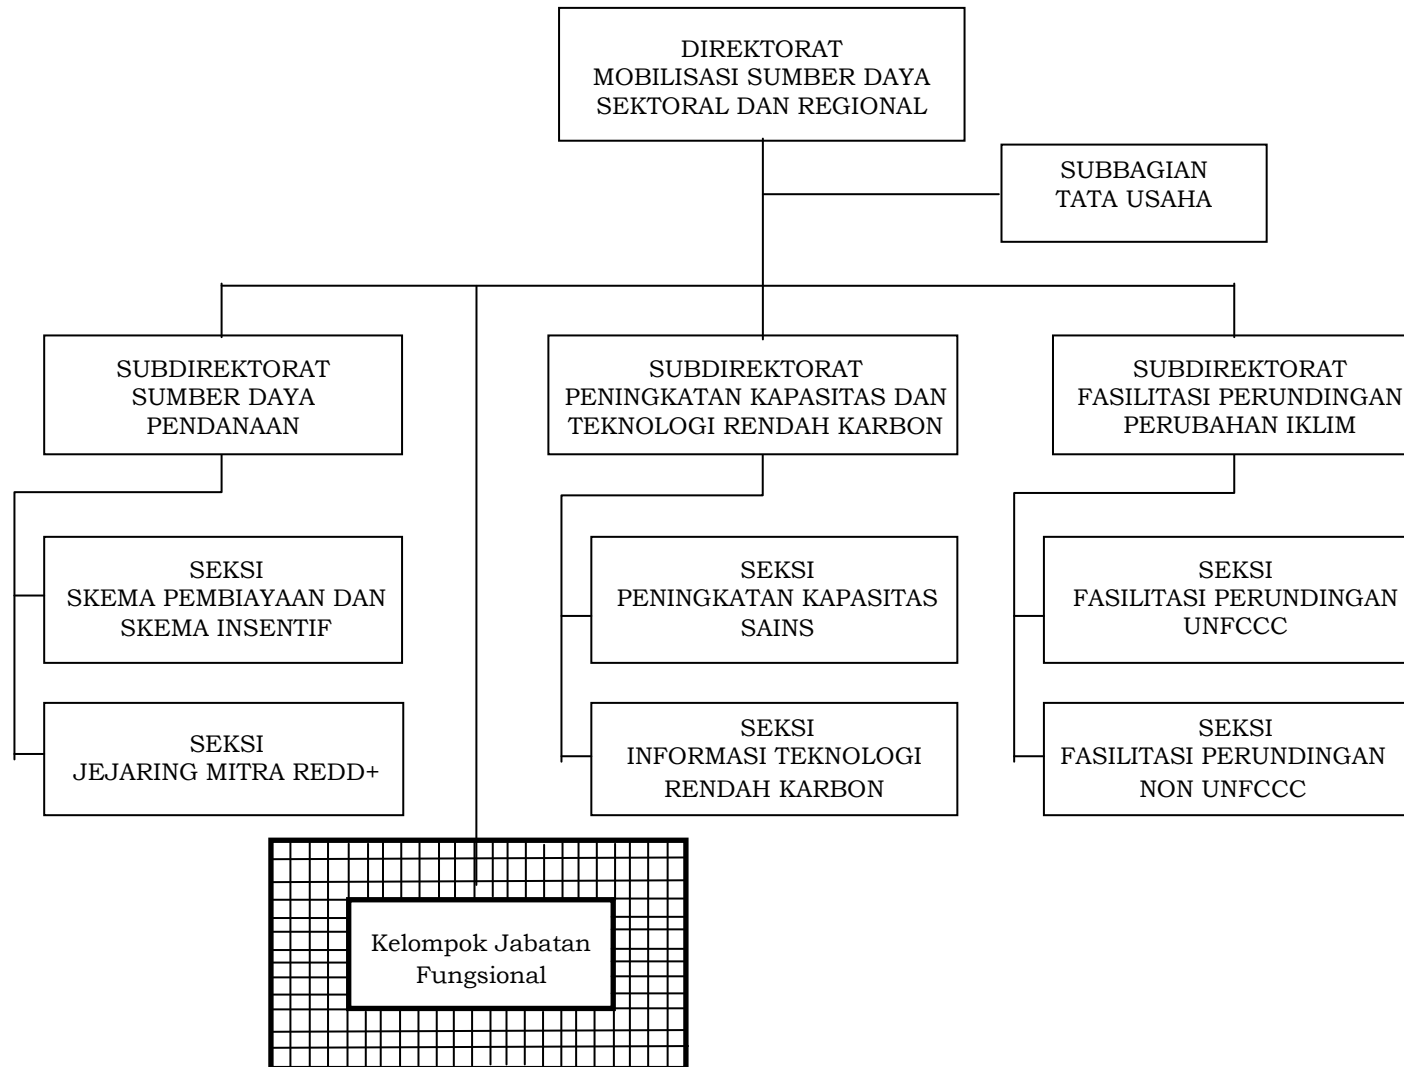 DIREKTORAT
MOBILISASI SUMBER DAYA
SEKTORAL DAN REGIONAL
SUBBAGIAN
TATA USAHA
SUBDIREKTORAT
SUMBER DAYA
PENDANAAN
SUBDIREKTORAT
PENINGKATAN KAPASITAS DAN
TEKNOLOGI RENDAH KARBON
SUBDIREKTORAT
FASILITASI PERUNDINGAN
PERUBAHAN IKLIM
SEKSI
SKEMA PEMBIAYAAN DAN
SKEMA INSENTIF
SEKSI
PENINGKATAN KAPASITAS
SAINS
SEKSI
FASILITASI PERUNDINGAN
UNFCCC
SEKSI
JEJARING MITRA REDD+
SEKSI
INFORMASI TEKNOLOGI
RENDAH KARBON
SEKSI
FASILITASI PERUNDINGAN
NON UNFCCC
Kelompok Jabatan
Fungsional